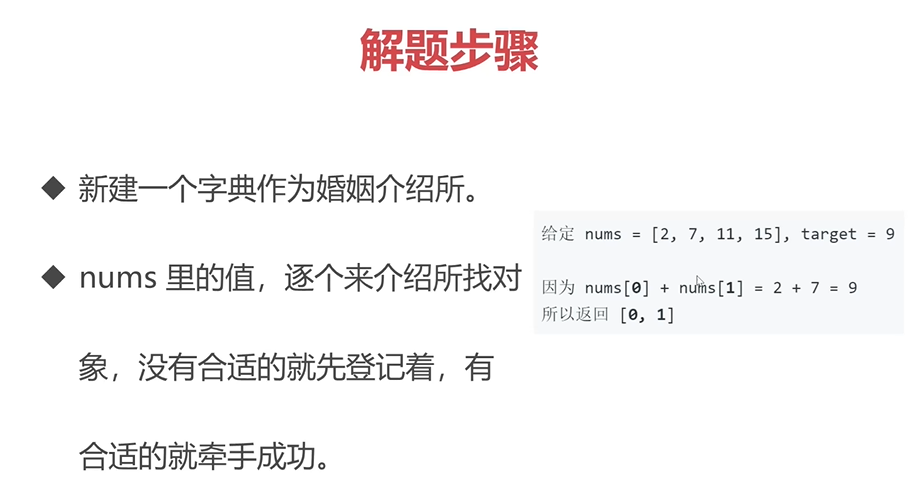 解题步骤
◆ 新建一个字典作为婚姻介绍所。
◆ nums 里的值，逐个来介绍所找对
象，没有合适的就先登记着，有
合适的就牵手成功。
给定 nums = [2, 7, 11, 15], target = 9
因为 nums[0] + nums[1] = 2 + 7 = 9
所以返回 [0, 1]